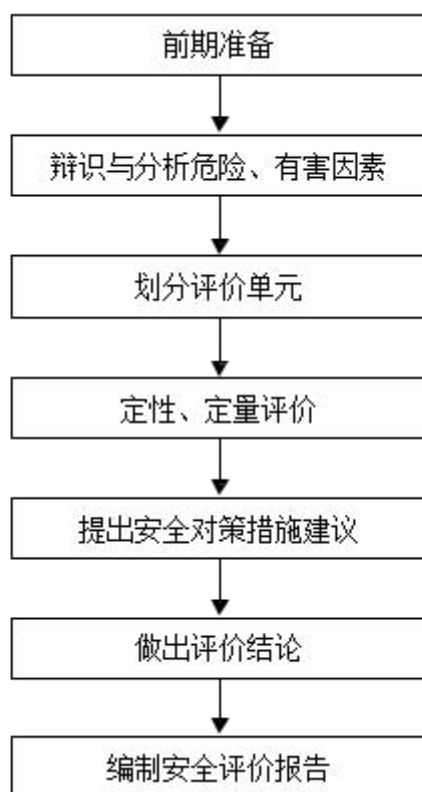 前期准备
辩识与分析危险、有害因素
划分评价单元
定性、定量评价
提出安全对策措施建议
做出评价结论
编制安全评价报告